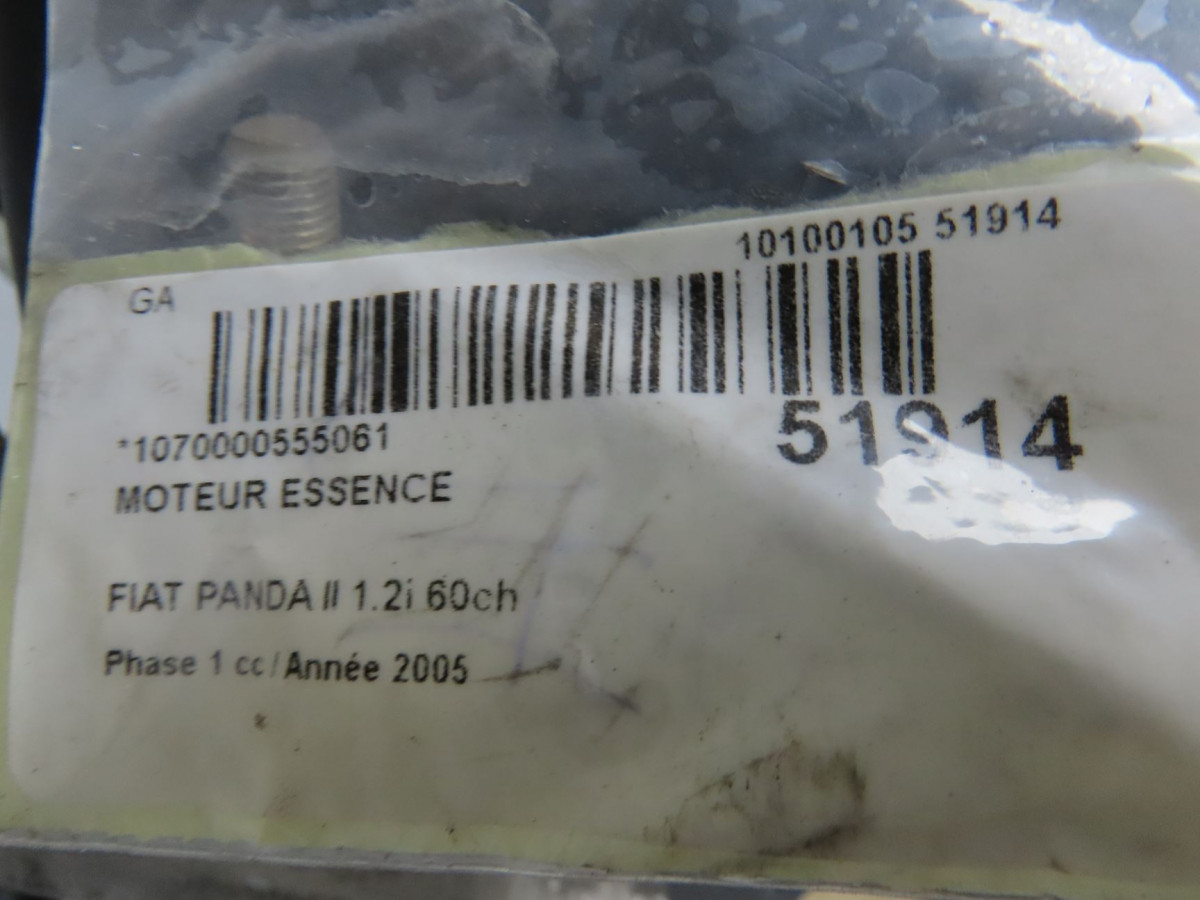 10100105 51914
GA
*1070000555061
51914
MOTEUR ESSENCE
FIAT PANDA II 1.2i 60ch
Phase 1 cc/Année 2005